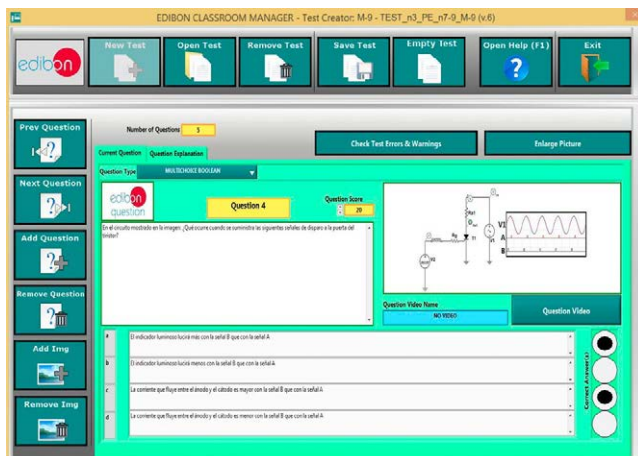 EDIBON CLASSROOM MANAGER - Test Creator: M-9 - TEST_n3_PE_n7-9_M-9 (v.6)
edibon
New Test
Open Test
Remove Test
Save Test
Empty Test
Open Help (F1)
Exit
Prev Question
Number of Questions 5
Check Test Errors & Warnings
Enlarge Picture
Current Question Question Explanation
Question Type MULTICHOICE BOOLEAN
Next Question
edibon
question
Question 4
Question Score
20
En el circuito mostrado en la imagen: ¿Qué ocurre cuando se suministra las siguientes señales de disparo a la puerta del
tiristor?
VI
A
B
Add Question
Remove Question
Question Video Name
NO VIDEO
Question Video
a El indicador luminoso lucirá más con la señal B que con la señal A
b El indicador luminoso lucirá menos con la señal B que con la señal A
c La corriente que fluye entre el ánodo y el cátodo es mayor con la señal B que con la señal A
d La corriente que fluye entre el ánodo y el cátodo es menor con la señal B que con la señal A
Correct Answer(s)
Add Img
Remove Img